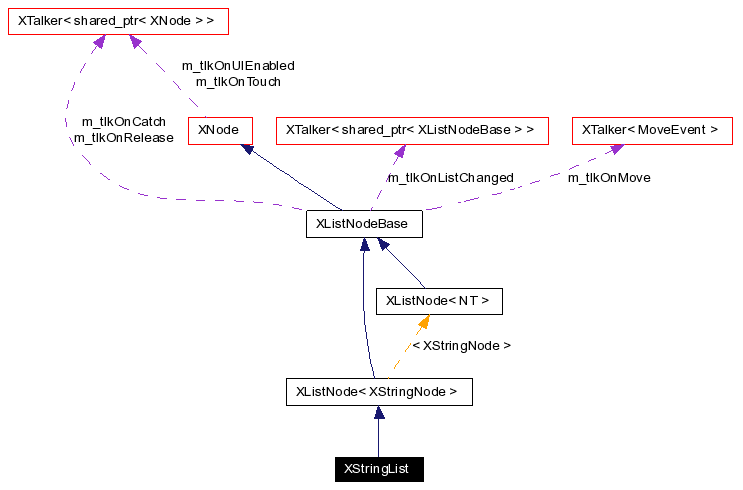 XTalker< shared_ptr< XNode > >
m_tlkOnUIEnabled
m_tlkOnTouch
m_tlkOnCatch
m_tlkOnRelease
XNode
XTalker< shared_ptr< XListNodeBase > >
XTalker< MoveEvent >
m_tlkOnListChanged
m_tlkOnMove
XListNodeBase
XListNode< NT >
< XStringNode >
XListNode< XStringNode >
XStringList